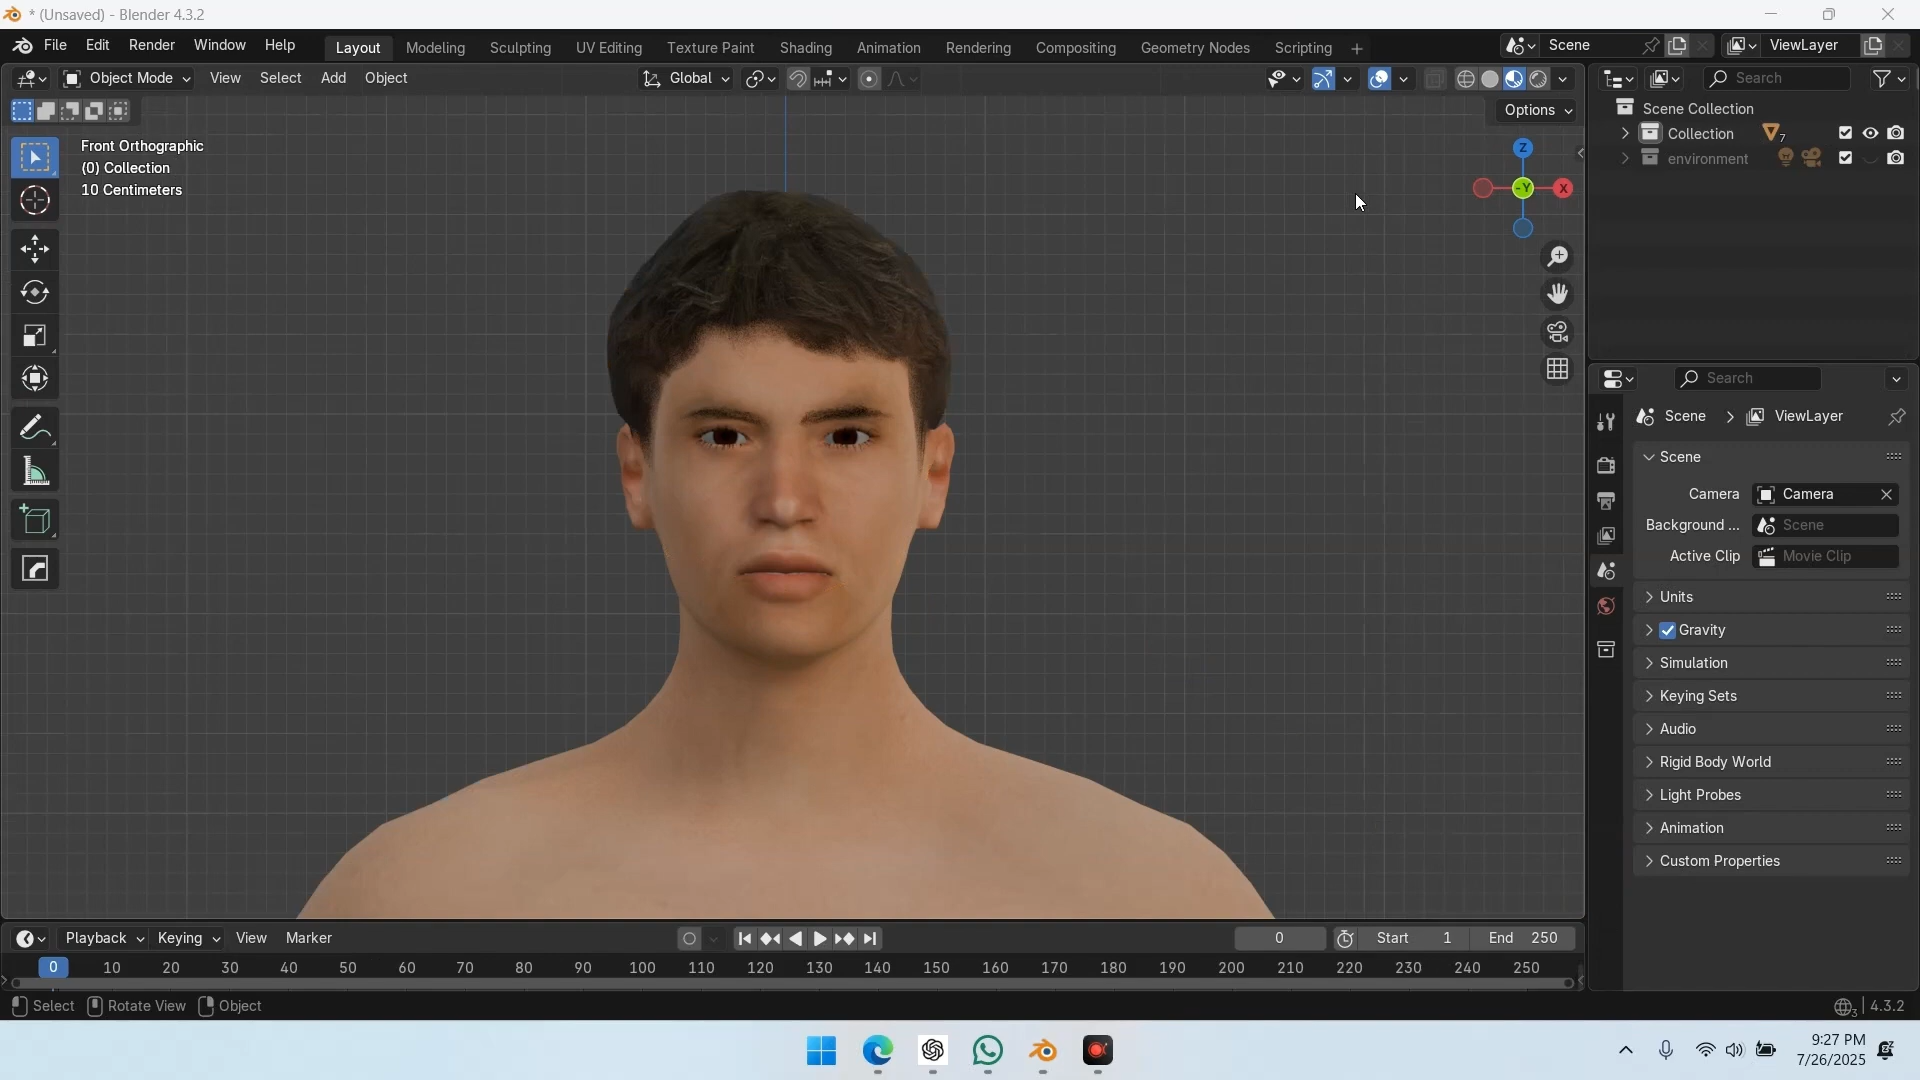 * (Unsaved) - Blender 4.3.2
File Edit Render Window Help Layout Modeling Sculpting UV Editing Texture Paint Shading Animation Rendering Compositing Geometry Nodes Scripting + Scene ViewLayer
Object Mode View Select Add Object Global Search
Options
Front Orthographic
(0) Collection
10 Centimeters
Z
-Y
X
Scene Collection
Collection 7
environment
Search
Scene > ViewLayer
Scene
Camera Camera
Background ... Scene
Active Clip Movie Clip
Units
Gravity
Simulation
Keying Sets
Audio
Rigid Body World
Light Probes
Animation
Custom Properties
Playback Keying View Marker 0 Start 1 End 250
0 10 20 30 40 50 60 70 80 90 100 110 120 130 140 150 160 170 180 190 200 210 220 230 240 250
Select Rotate View Object 3 4.3.2
9:27 PM
7/26/2025